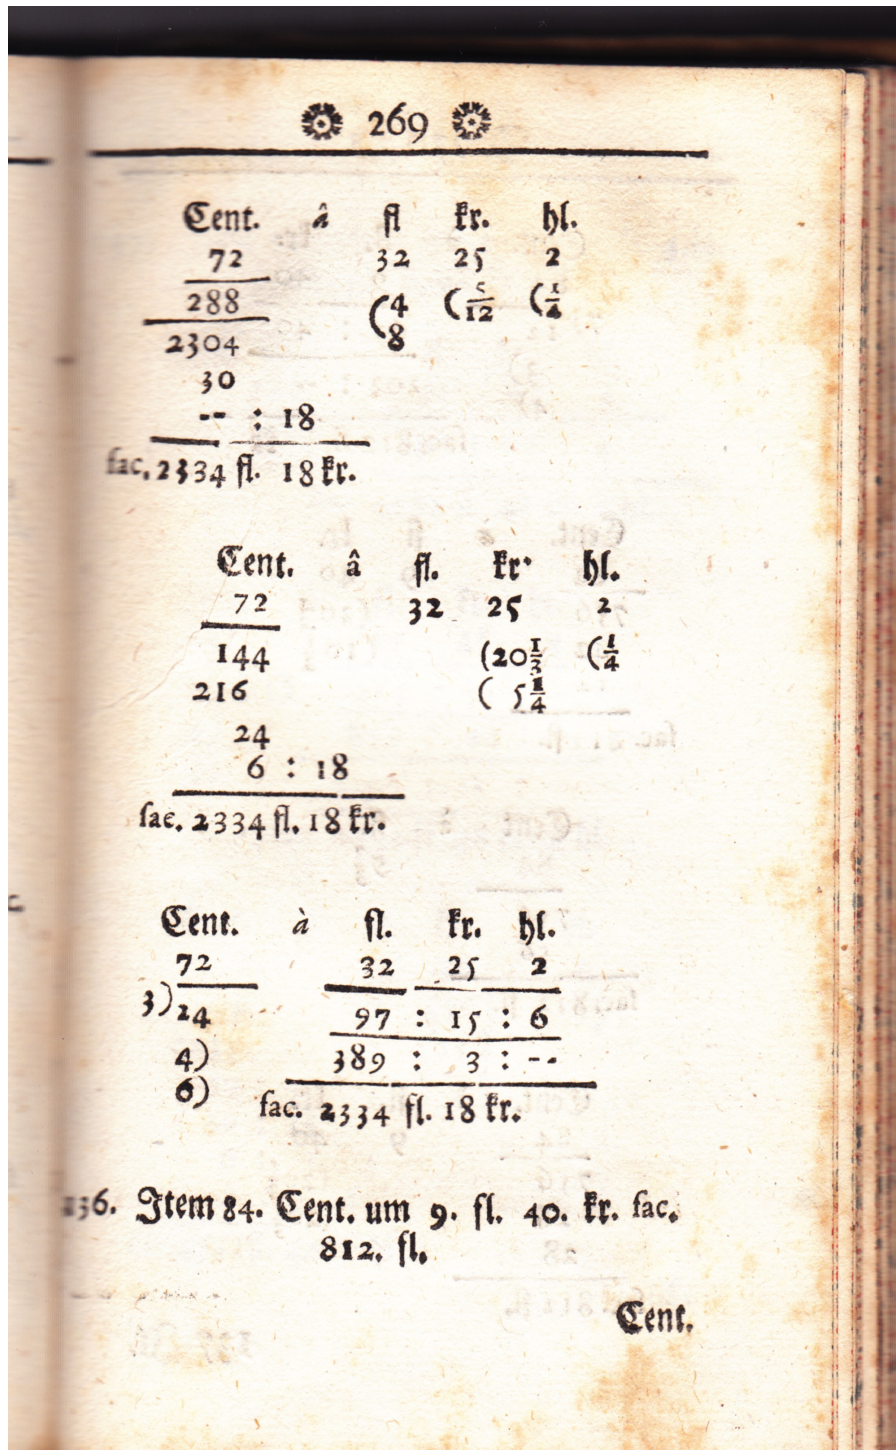 269
Cent. â fl kr. hl.
72 32 25 2
288 (4 (5/12 (1/4
2304 8
30
-- : 18
fac. 2334 fl. 18 kr.
Cent. â fl. kr. hl.
72 32 25 2
144 (20 1/3 (1/4
216 ( 5 1/4
24
6 : 18
fac. 2334 fl. 18 kr.
Cent. à fl. kr. hl.
72 32 25 2
3) 24 97 : 15 : 6
4) 389 : 3 : --
6) fac. 2334 fl. 18 kr.
236. Item 84. Cent. um 9. fl. 40. kr. fac.
812. fl.
Cent.